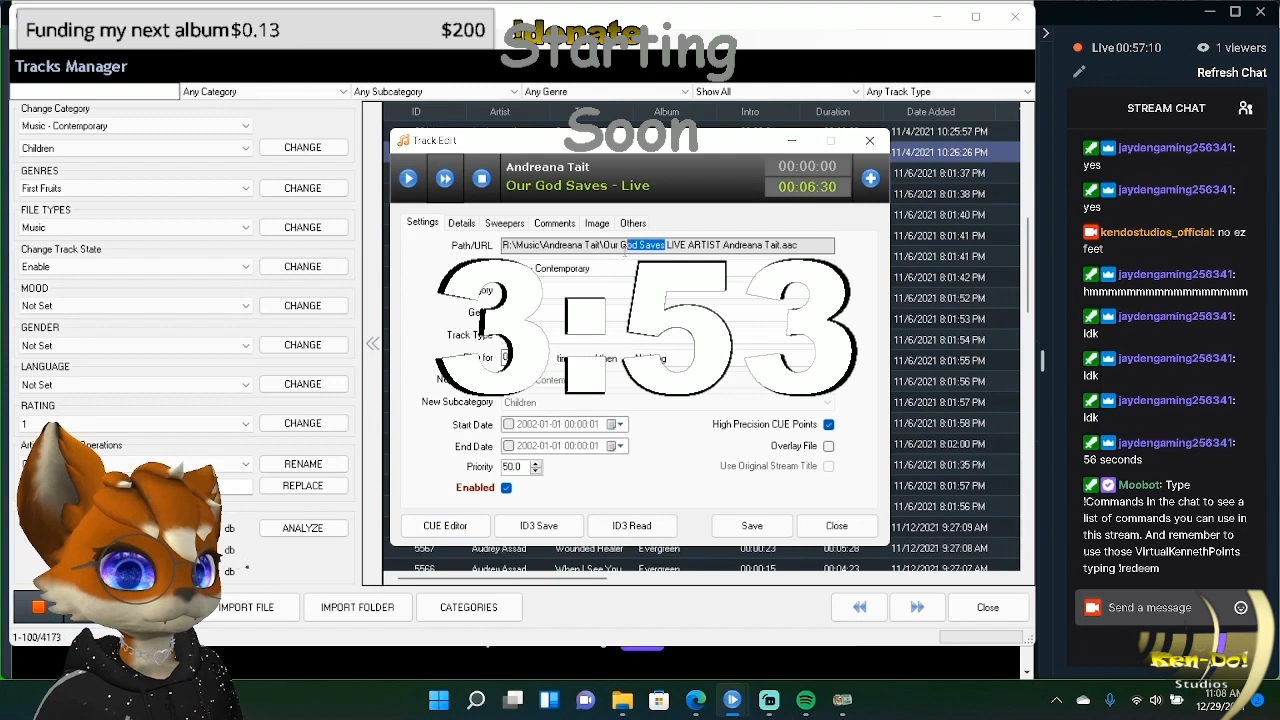 Funding my next album $0.13 $200
!donate
Starting
Soon
3:53
Tracks Manager
Any Category
Any Subcategory
Any Genre
Show All
Any Track Type
Change Category
Music - Contemporary
Children
CHANGE
GENRES
First Fruits
CHANGE
FILE TYPES
Music
CHANGE
Change Track State
Enable
CHANGE
MOOD
Not Set
CHANGE
GENDER
Not Set
CHANGE
LANGUAGE
Not Set
CHANGE
RATING
1
CHANGE
Operations
RENAME
REPLACE
db
ANALYZE
db
db
ID
Artist
Album
Intro
Duration
Date Added
11/4/2021 10:25:57 PM
11/4/2021 10:26:26 PM
11/6/2021 8:01:37 PM
11/6/2021 8:01:38 PM
11/6/2021 8:01:40 PM
11/6/2021 8:01:41 PM
11/6/2021 8:01:41 PM
11/6/2021 8:01:42 PM
11/6/2021 8:01:52 PM
11/6/2021 8:01:53 PM
11/6/2021 8:01:54 PM
11/6/2021 8:01:55 PM
11/6/2021 8:01:56 PM
11/6/2021 8:01:57 PM
11/6/2021 8:01:58 PM
11/6/2021 8:02:00 PM
11/6/2021 8:01:35 PM
11/6/2021 8:01:56 PM
11/12/2021 9:27:09 AM
5567 Audrey Assad Wounded Healer Evergreen 00:00:23 00:05:28 11/12/2021 9:27:08 AM
5566 Audrey Assad When I See You Evergreen 00:00:15 00:04:23 11/12/2021 9:27:07 AM
Track Edit
Andreana Tait
Our God Saves - Live
00:00:00
00:06:30
Settings
Details
Sweepers
Comments
Image
Others
Path/URL
R:\Music\Andreana Tait\Our God Saves LIVE ARTIST Andreana Tait.aac
Contemporary
Track Type
New Subcategory
Children
Start Date
2002-01-01 00:00:01
High Precision CUE Points
End Date
2002-01-01 00:00:01
Overlay File
Priority
50.0
Use Original Stream Title
Enabled
CUE Editor
ID3 Save
ID3 Read
Save
Close
IMPORT FILE
IMPORT FOLDER
CATEGORIES
Close
1-100/4173
Live 00:57:10
1 viewers
Refresh Chat
STREAM CHAT
jaydengaming256341:
yes
jaydengaming256341:
yes
kendostudios_official: no ez
feet
jaydengaming256341:
hmmmmmnmmmmmmmmmm
jaydengaming256341:
Idk
jaydengaming256341:
Idk
jaydengaming256341:
Idk
jaydengaming256341:
56 seconds
Moobot: Type
!Commands in the chat to see a
list of commands you can use in
the stream. And remember to
use those VirtualKennethPoints
typing !redeem
Send a message
Ken-Do!
Studios
11:08 AM